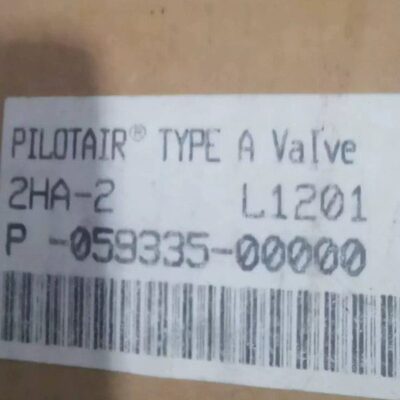 PILOTAIR® TYPE A Valve
2HA-2 L1201
P -059335-00000